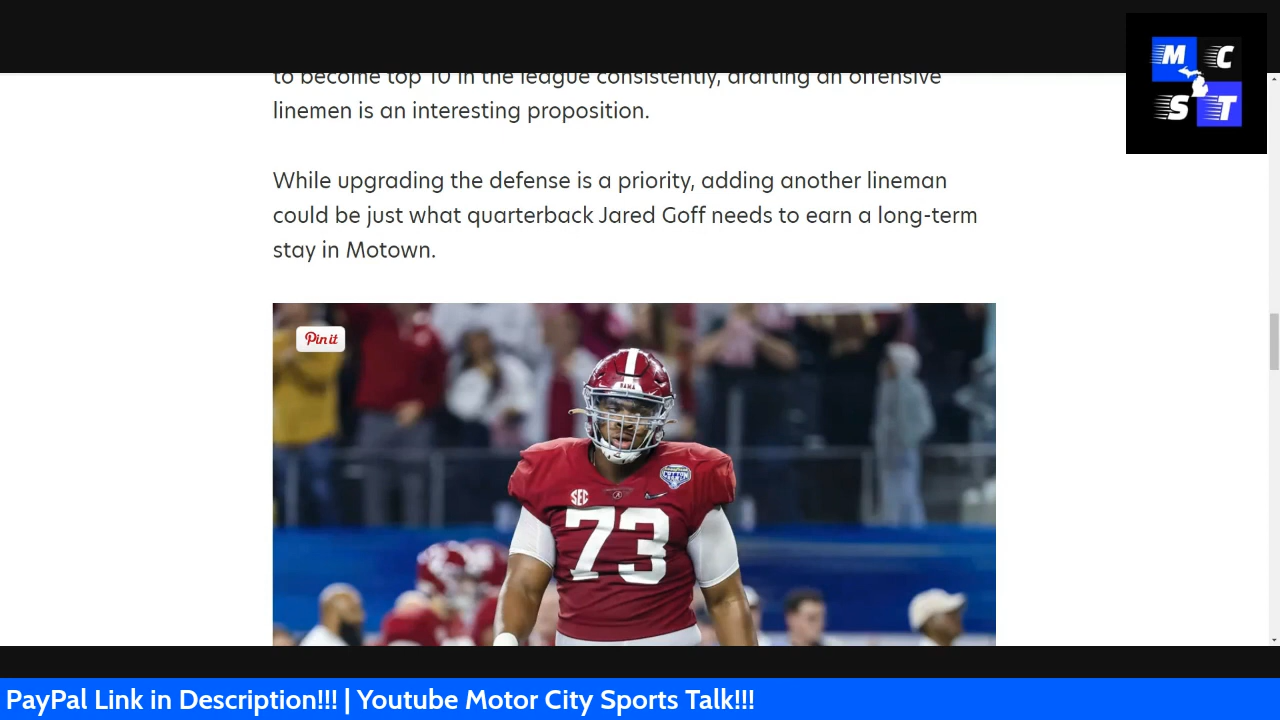 M C
S T
to become top 10 in the league consistently, drafting an offensive
linemen is an interesting proposition.
While upgrading the defense is a priority, adding another lineman
could be just what quarterback Jared Goff needs to earn a long-term
stay in Motown.
Pin it
BAMA
SEC
73
PayPal Link in Description!!! | Youtube Motor City Sports Talk!!!